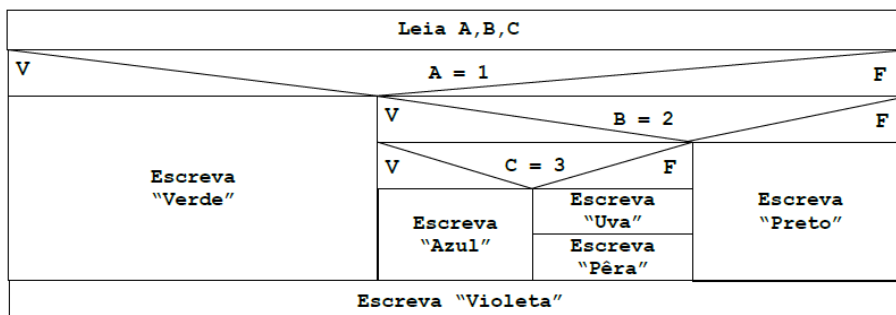 Leia A,B,C
V A = 1 F
V B = 2 F
V C = 3 F
Escreva
“Verde”
Escreva
“Azul”
Escreva
“Uva”
Escreva
“Pêra”
Escreva
“Preto”
Escreva “Violeta”